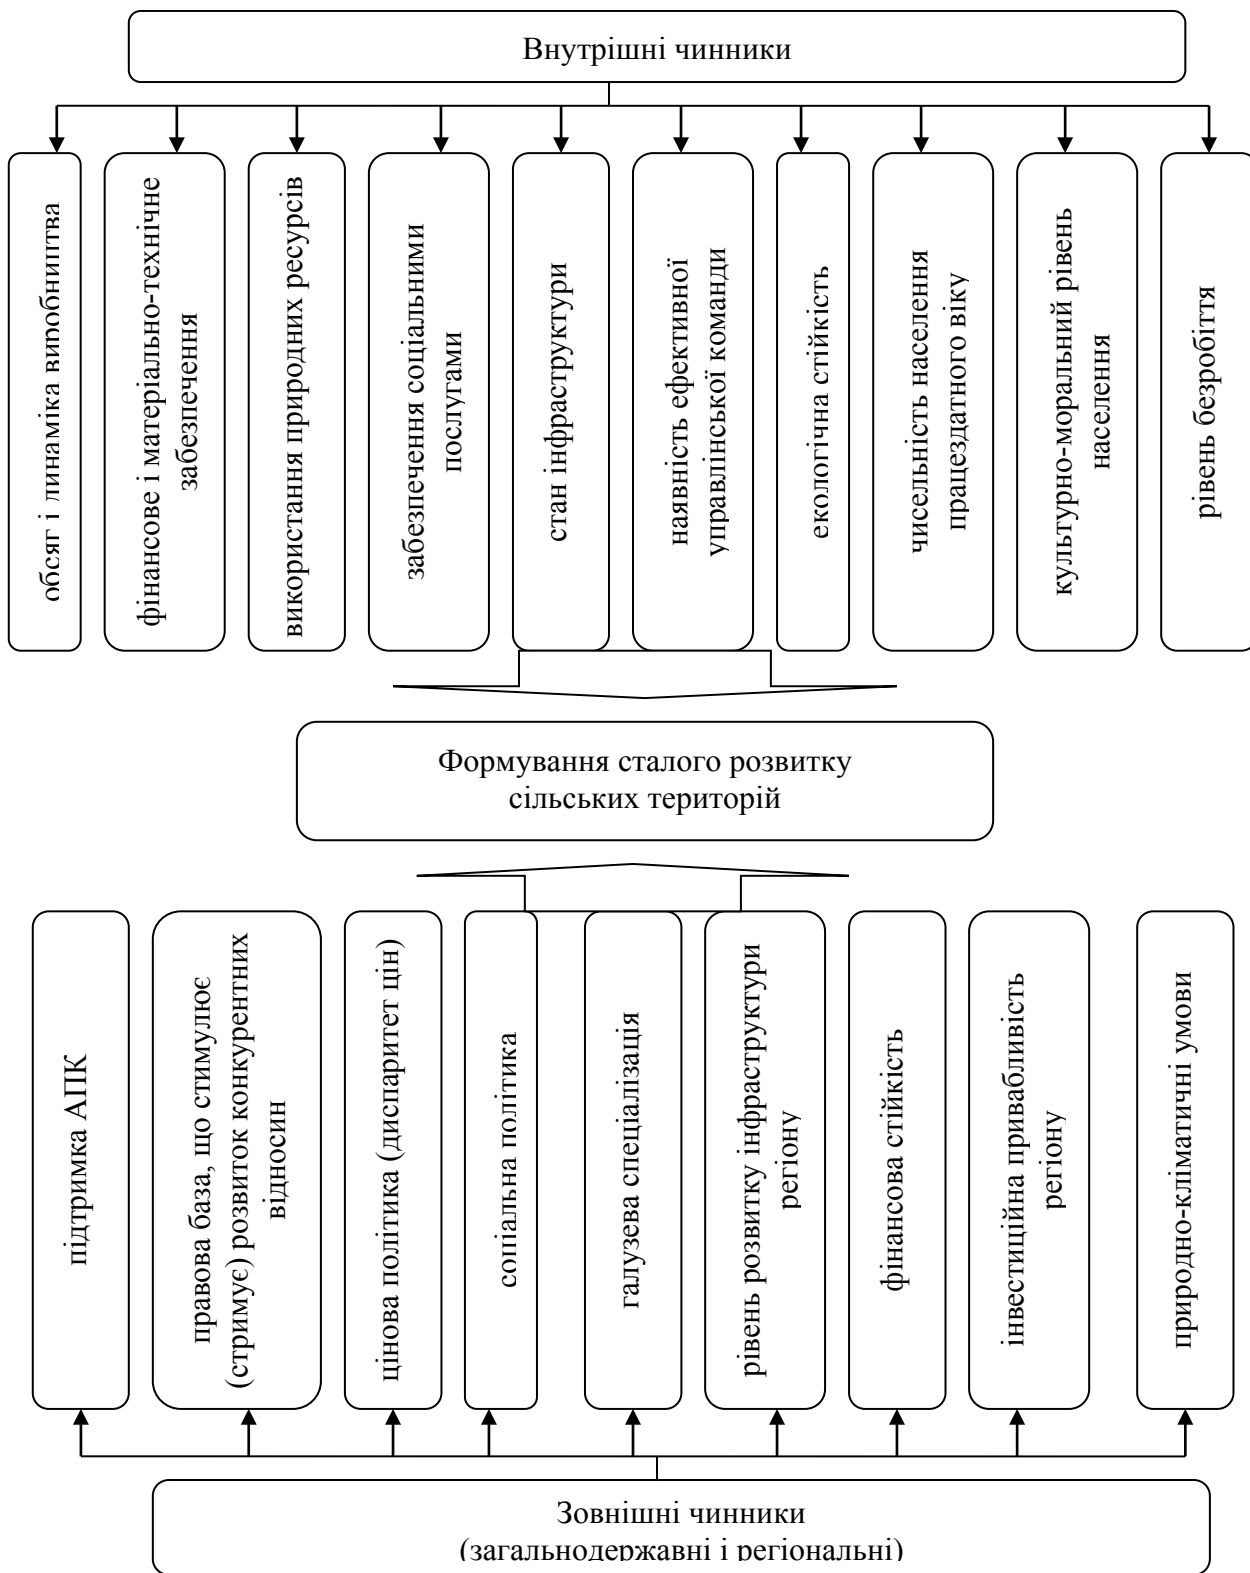 Внутрішні чинники
обсяг і динаміка виробництва
фінансове і матеріально-технічне
забезпечення
використання природних ресурсів
забезпечення соціальними
послугами
стан інфраструктури
наявність ефективної
управлінської команди
екологічна стійкість
чисельність населення
працездатного віку
культурно-моральний рівень
населення
рівень безробіття
Формування сталого розвитку
сільських територій
підтримка АПК
правова база, що стимулює
(стримує) розвиток конкурентних
відносин
цінова політика (диспаритет цін)
соціальна політика
галузева спеціалізація
рівень розвитку інфраструктури
регіону
фінансова стійкість
інвестиційна привабливість
регіону
природно-кліматичні умови
Зовнішні чинники
(загальнодержавні і регіональні)